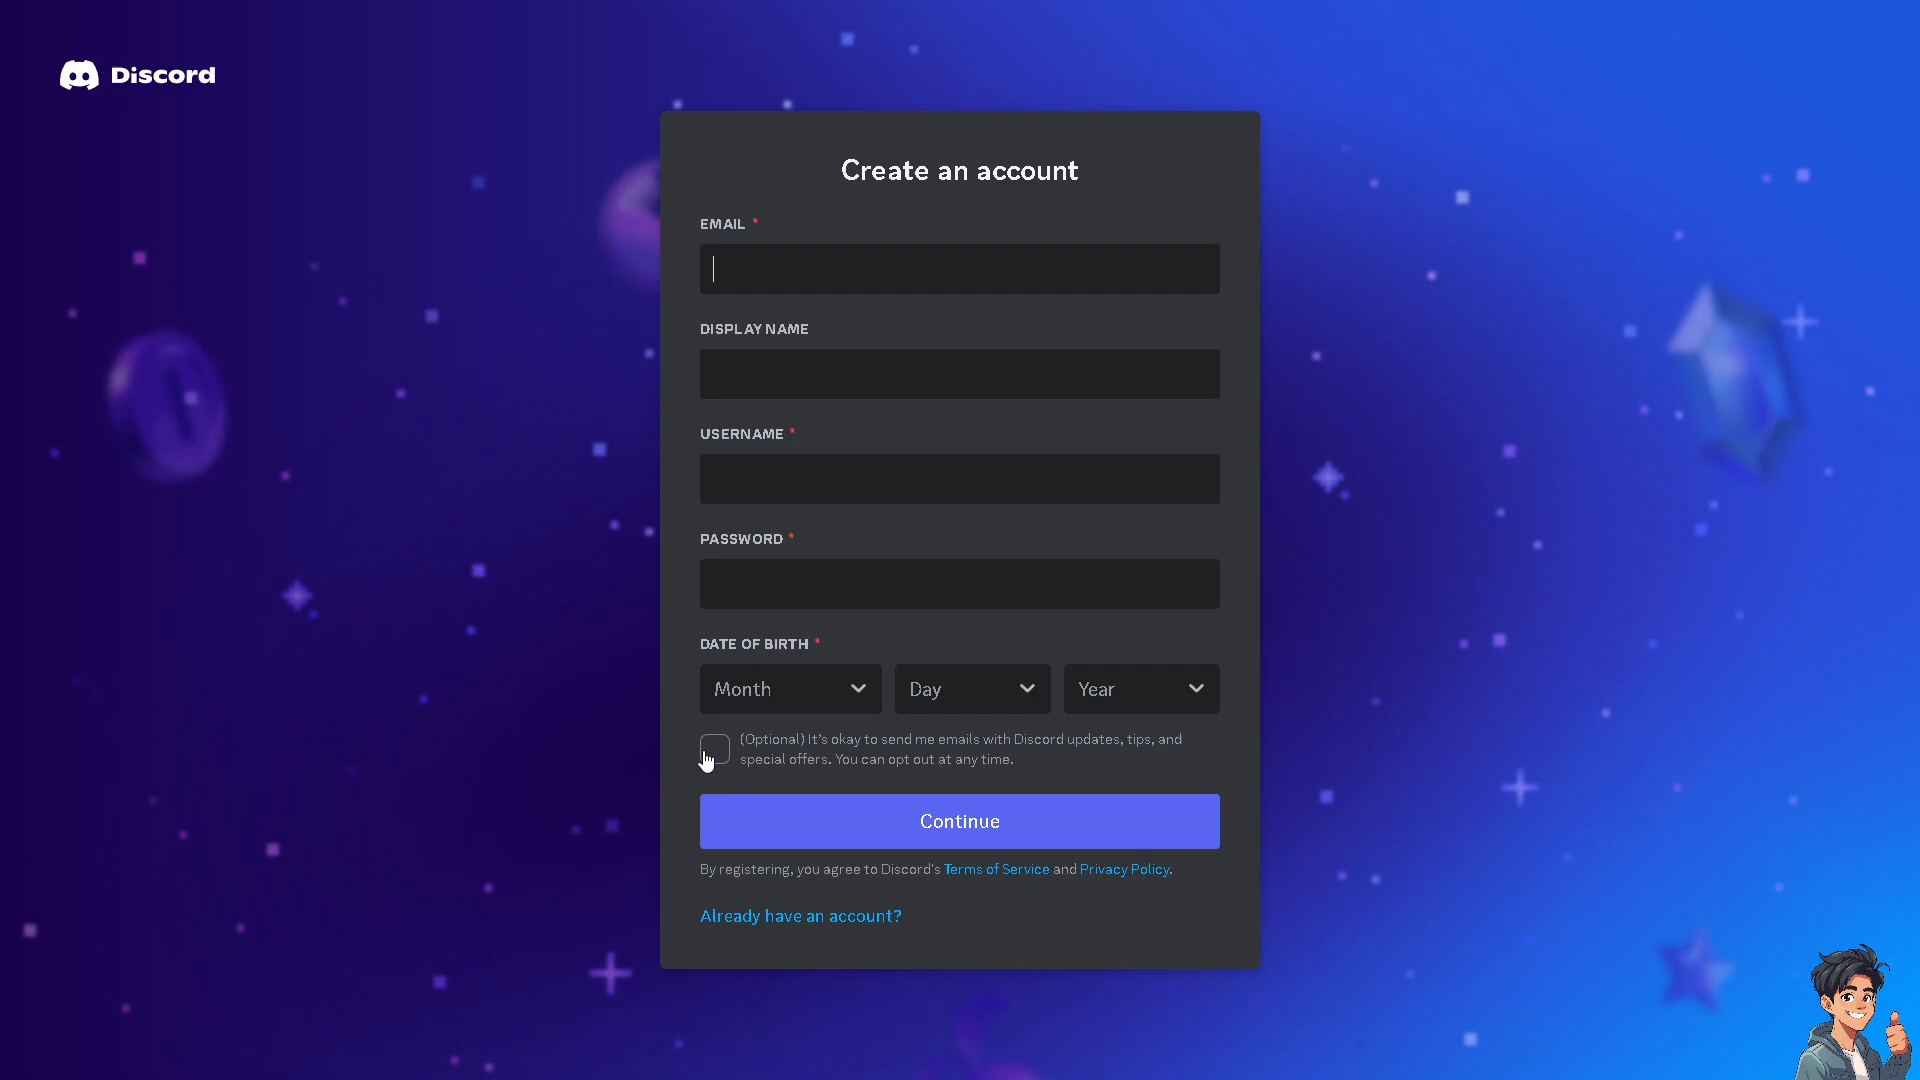 Discord
Create an account
EMAIL *
DISPLAY NAME
USERNAME *
PASSWORD *
DATE OF BIRTH *
Month Day Year
(Optional) It's okay to send me emails with Discord updates, tips, and
special offers. You can opt out at any time.
Continue
By registering, you agree to Discord's Terms of Service and Privacy Policy.
Already have an account?